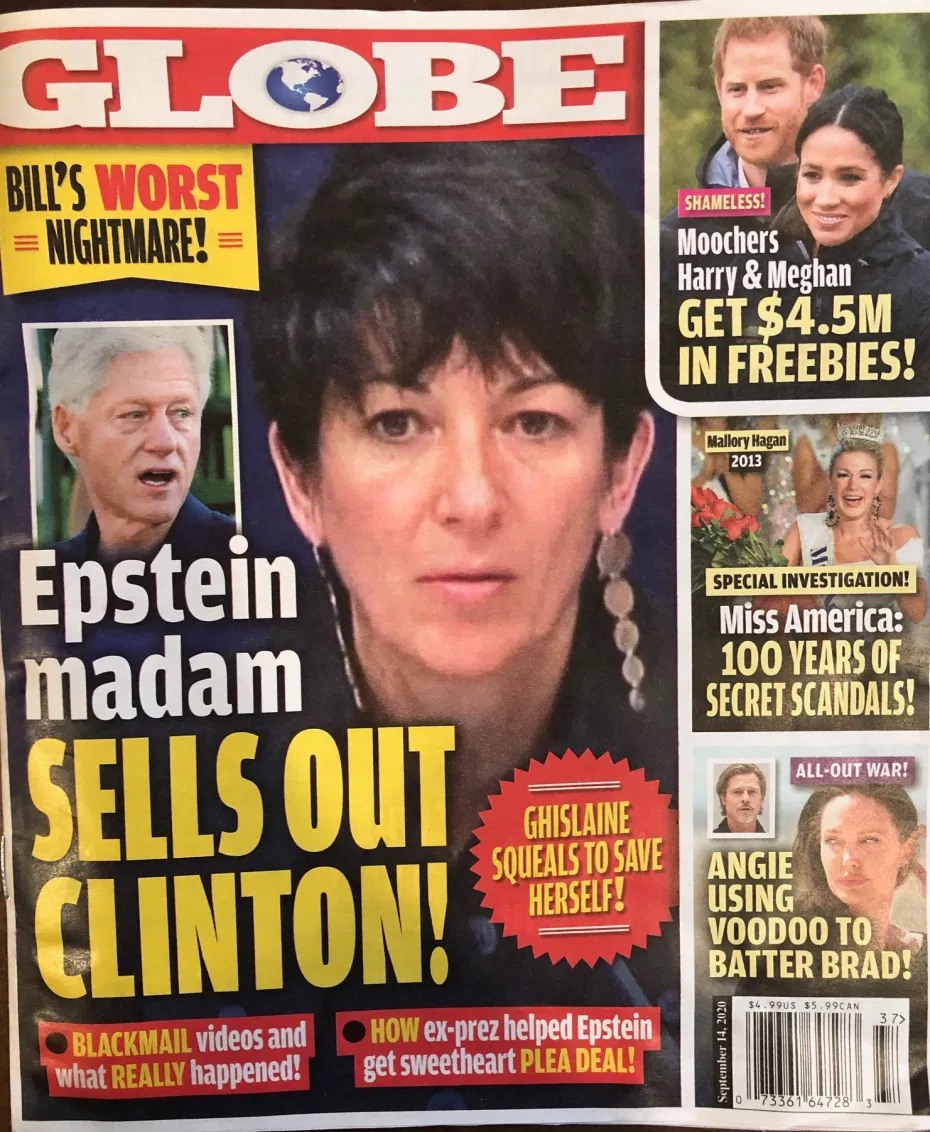 GLOBE
BILL'S WORST
NIGHTMARE!
Epstein
madam
SELLS OUT
CLINTON!
GHISLAINE
SQUEALS TO SAVE
HERSELF!
BLACKMAIL videos and
what REALLY happened!
HOW ex-prez helped Epstein
get sweetheart PLEA DEAL!
SHAMELESS!
Moochers
Harry & Meghan
GET $4.5M
IN FREEBIES!
Mallory Hagan
2013
SPECIAL INVESTIGATION!
Miss America:
100 YEARS OF
SECRET SCANDALS!
ALL-OUT WAR!
ANGIE
USING
VOODOO TO
BATTER BRAD!
September 14, 2020
$4.99US $5.99CAN
37>
0 73361 64728 3